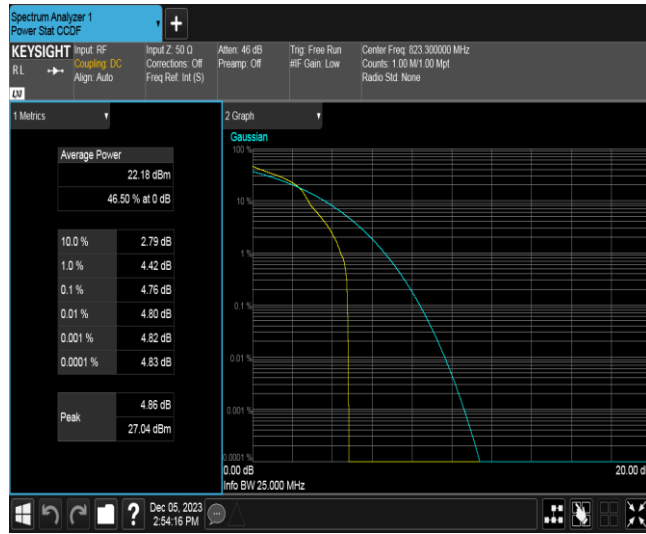 Spectrum Analyzer 1
Power Stat CCDF
+
KEYSIGHT
RL
LXI
Input: RF
Coupling: DC
Align: Auto
Input Z: 50 Ω
Corrections: Off
Freq Ref: Int (S)
Atten: 46 dB
Preamp: Off
Trig: Free Run
#IF Gain: Low
Center Freq: 823.300000 MHz
Counts: 1.00 M/1.00 Mpt
Radio Std: None
1 Metrics
Average Power
22.18 dBm
46.50 % at 0 dB
10.0 % 2.79 dB
1.0 % 4.42 dB
0.1 % 4.76 dB
0.01 % 4.80 dB
0.001 % 4.82 dB
0.0001 % 4.83 dB
Peak
4.86 dB
27.04 dBm
2 Graph
Gaussian
100 %
10 %
1 %
0.1 %
0.01 %
0.001 %
0.0001 %
0.00 dB
20.00 d
Info BW 25.000 MHz
?
Dec 05, 2023
2:54:16 PM